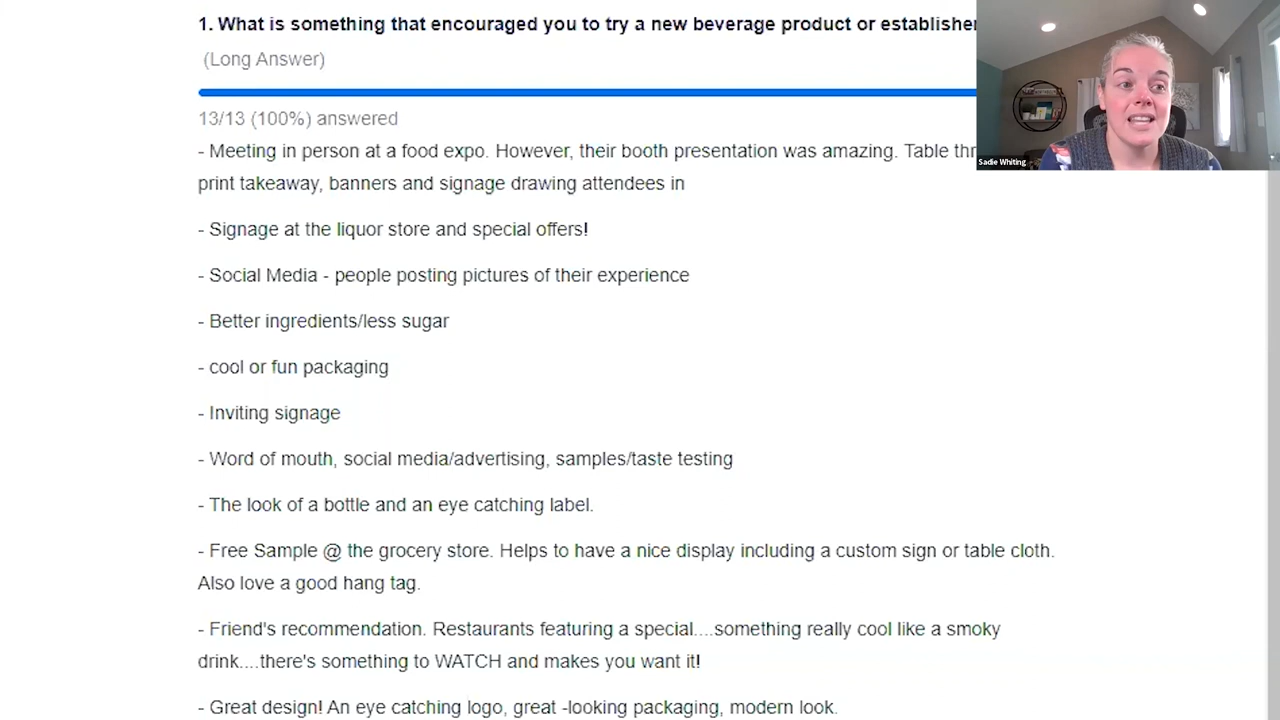 1. What is something that encouraged you to try a new beverage product or
(Long Answer)
13/13 (100%) answered
- Meeting in person at a food expo. However, their booth presentation was amazing. Table
print takeaway, banners and signage drawing attendees in
- Signage at the liquor store and special offers!
- Social Media - people posting pictures of their experience
- Better ingredients/less sugar
- cool or fun packaging
- Inviting signage
- Word of mouth, social media/advertising, samples/taste testing
- The look of a bottle and an eye catching label.
- Free Sample @ the grocery store. Helps to have a nice display including a custom sign or table cloth.
Also love a good hang tag.
- Friend's recommendation. Restaurants featuring a special....something really cool like a smoky
drink....there's something to WATCH and makes you want it!
- Great design! An eye catching logo, great -looking packaging, modern look.
Sadie Whiting